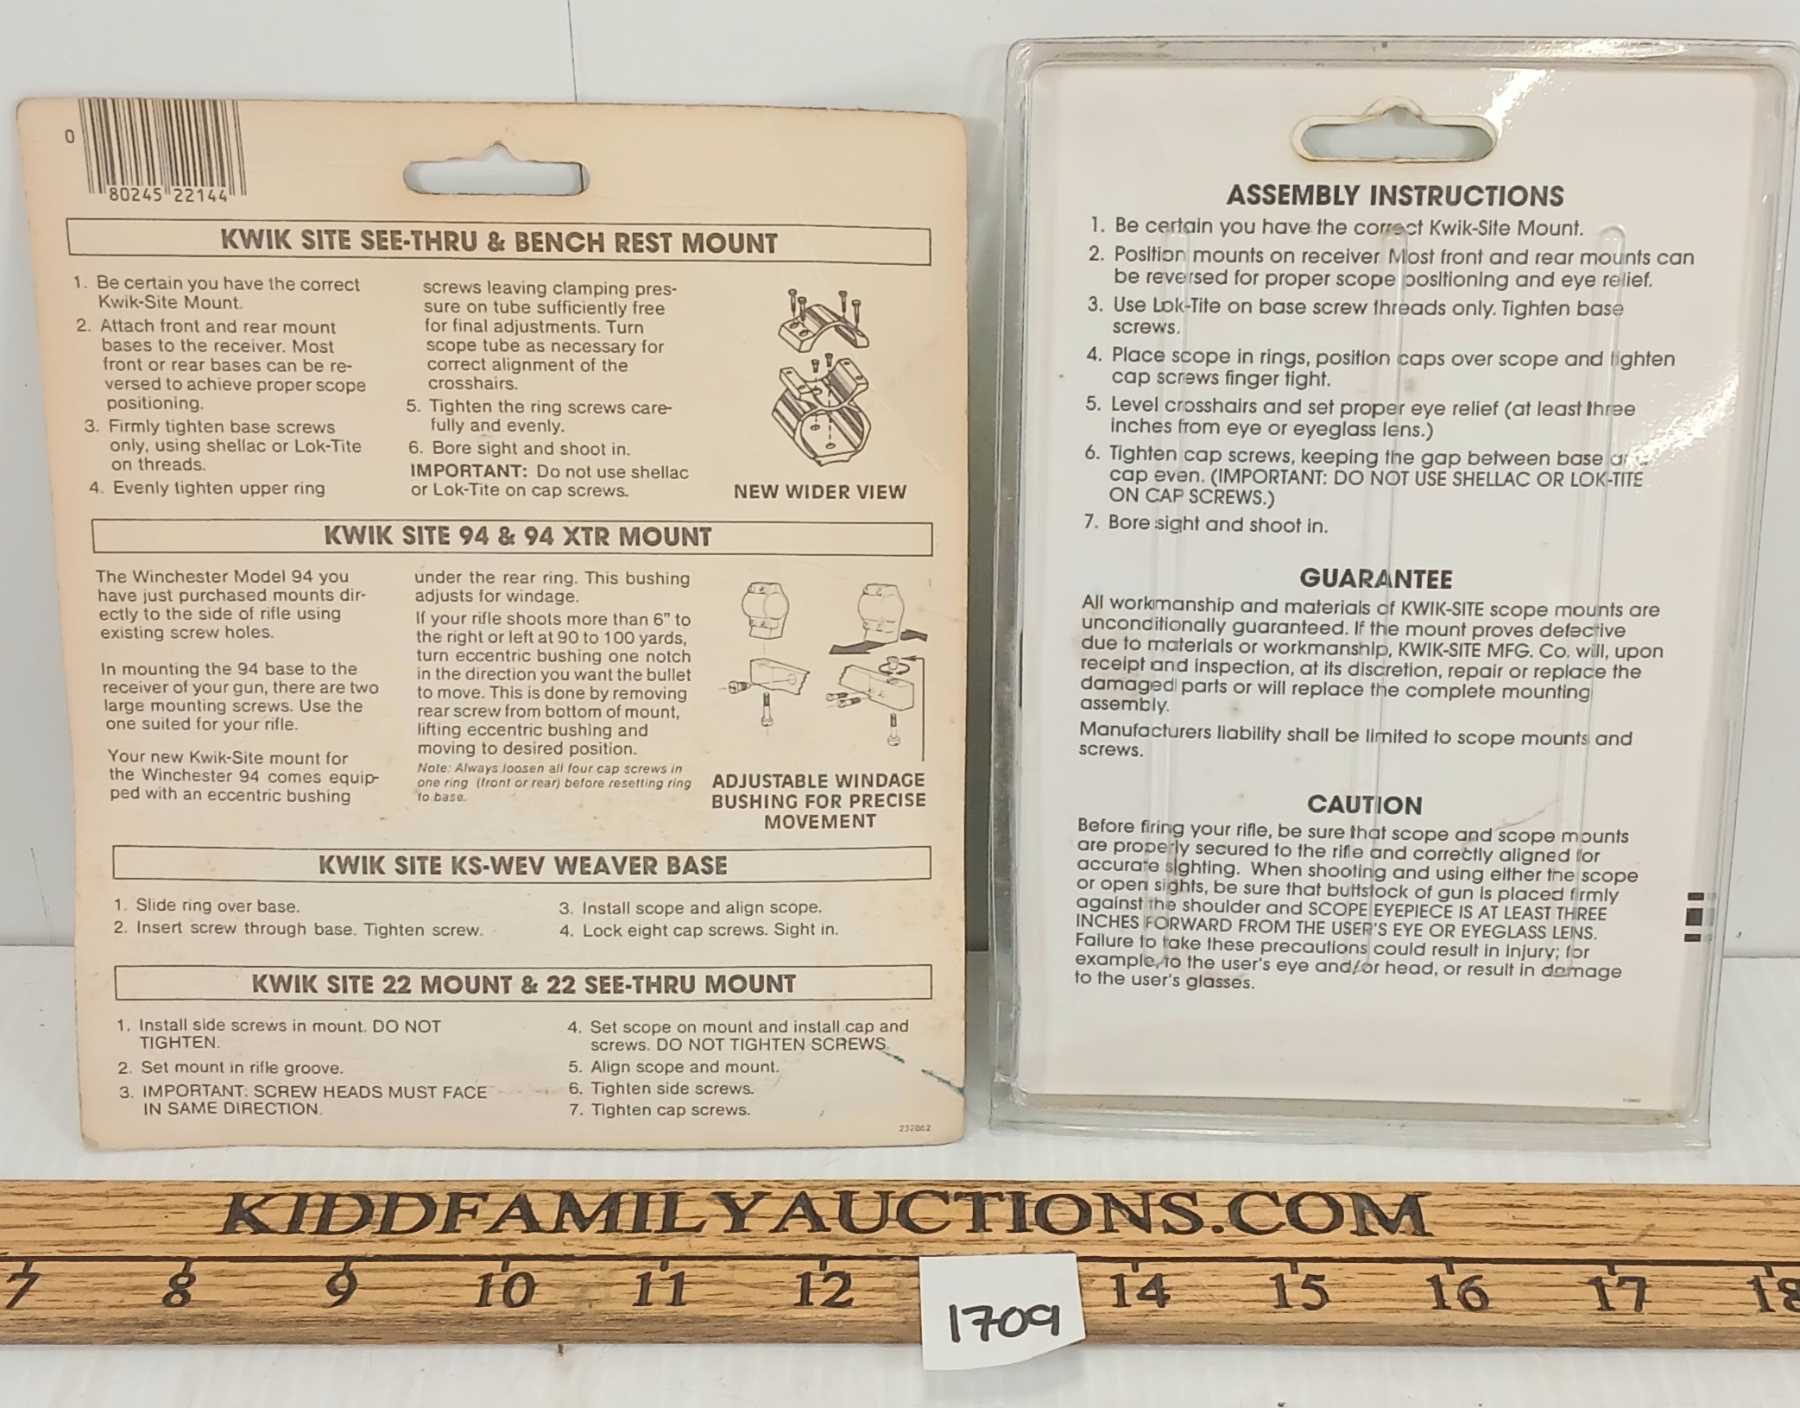 0
80245 22144
KWIK SITE SEE-THRU & BENCH REST MOUNT
1. Be certain you have the correct
Kwik-Site Mount.
2. Attach front and rear mount
bases to the receiver. Most
front or rear bases can be re-
versed to achieve proper scope
positioning.
3. Firmly tighten base screws
only, using shellac or Lok-Tite
on threads.
4. Evenly tighten upper ring
screws leaving clamping pres-
sure on tube sufficiently free
for final adjustments. Turn
scope tube as necessary for
correct alignment of the
crosshairs.
5. Tighten the ring screws care-
fully and evenly.
6. Bore sight and shoot in.
IMPORTANT: Do not use shellac
or Lok-Tite on cap screws.
NEW WIDER VIEW
KWIK SITE 94 & 94 XTR MOUNT
The Winchester Model 94 you
have just purchased mounts dir-
ectly to the side of rifle using
existing screw holes.
In mounting the 94 base to the
receiver of your gun, there are two
large mounting screws. Use the
one suited for your rifle.
Your new Kwik-Site mount for
the Winchester 94 comes equip-
ped with an eccentric bushing
under the rear ring. This bushing
adjusts for windage.
If your rifle shoots more than 6" to
the right or left at 90 to 100 yards,
turn eccentric bushing one notch
in the direction you want the bullet
to move. This is done by removing
rear screw from bottom of mount,
lifting eccentric bushing and
moving to desired position.
Note: Always loosen all four cap screws in
one ring (front or rear) before resetting ring
to base.
ADJUSTABLE WINDAGE
BUSHING FOR PRECISE
MOVEMENT
KWIK SITE KS-WEV WEAVER BASE
1. Slide ring over base.
2. Insert screw through base. Tighten screw.
3. Install scope and align scope.
4. Lock eight cap screws. Sight in.
KWIK SITE 22 MOUNT & 22 SEE-THRU MOUNT
1. Install side screws in mount. DO NOT
TIGHTEN.
2. Set mount in rifle groove.
3. IMPORTANT: SCREW HEADS MUST FACE
IN SAME DIRECTION.
4. Set scope on mount and install cap and
screws. DO NOT TIGHTEN SCREWS.
5. Align scope and mount.
6. Tighten side screws.
7. Tighten cap screws.
232062
ASSEMBLY INSTRUCTIONS
1. Be certain you have the correct Kwik-Site Mount.
2. Position mounts on receiver. Most front and rear mounts can
be reversed for proper scope positioning and eye relief.
3. Use Lok-Tite on base screw threads only. Tighten base
screws.
4. Place scope in rings, position caps over scope and tighten
cap screws finger tight.
5. Level crosshairs and set proper eye relief (at least three
inches from eye or eyeglass lens.)
6. Tighten cap screws, keeping the gap between base and
cap even. (IMPORTANT: DO NOT USE SHELLAC OR LOK-TITE
ON CAP SCREWS.)
7. Bore sight and shoot in.
GUARANTEE
All workmanship and materials of KWIK-SITE scope mounts are
unconditionally guaranteed. If the mount proves defective
due to materials or workmanship, KWIK-SITE MFG. Co. will, upon
receipt and inspection, at its discretion, repair or replace the
damaged parts or will replace the complete mounting
assembly.
Manufacturers liability shall be limited to scope mounts and
screws.
CAUTION
Before firing your rifle, be sure that scope and scope mounts
are properly secured to the rifle and correctly aligned for
accurate sighting. When shooting and using either the scope
or open sights, be sure that buttstock of gun is placed firmly
against the shoulder and SCOPE EYEPIECE IS AT LEAST THREE
INCHES FORWARD FROM THE USER'S EYE OR EYEGLASS LENS.
Failure to take these precautions could result in injury; for
example, to the user's eye and/or head, or result in damage
to the user's glasses.
KIDDFAMILYAUCTIONS.COM
7 8 9 10 11 12 14 15 16 17 18
1709